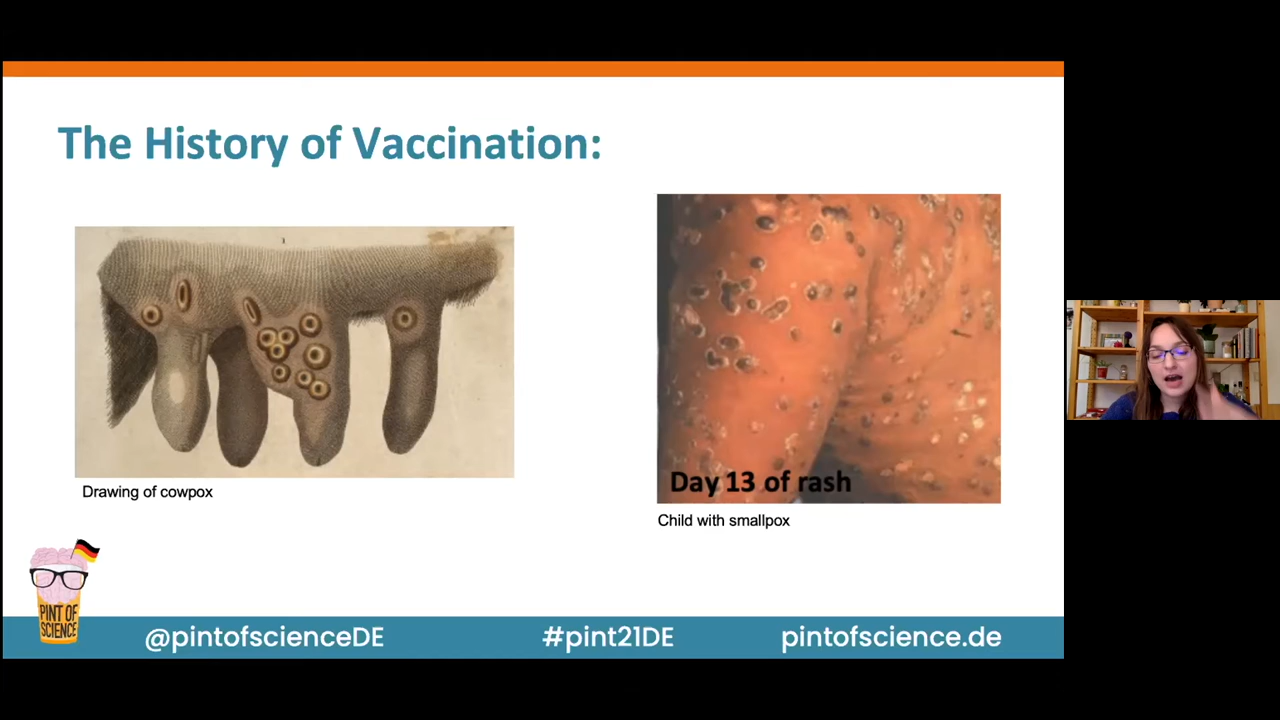 The History of Vaccination:
Day 13 of rash
Drawing of cowpox
Child with smallpox
PINT OF
SCIENCE
@pintofscienceDE
#pint21DE
pintofscience.de